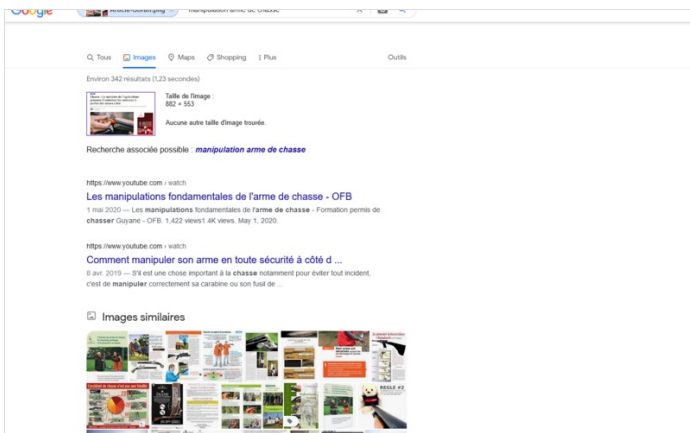 Google
manipulation arme de chasse
Tous
Images
Maps
Shopping
Plus
Outils
Environ 342 résultats (1,23 secondes)
Taille de l'image :
882 × 553
Aucune autre taille d'image trouvée.
Recherche associée possible : manipulation arme de chasse
https://www.youtube.com › watch
Les manipulations fondamentales de l'arme de chasse - OFB
1 mai 2020 — Les manipulations fondamentales de l'arme de chasse - Formation permis de
chasser Guyane - OFB. 1,422 views1.4K views. May 1, 2020.
https://www.youtube.com › watch
Comment manipuler son arme en toute sécurité à côté d ...
8 avr. 2019 — S'il est une chose important à la chasse notamment pour éviter tout incident,
c'est de manipuler correctement sa carabine ou son fusil de ...
Images similaires
REGLE #2